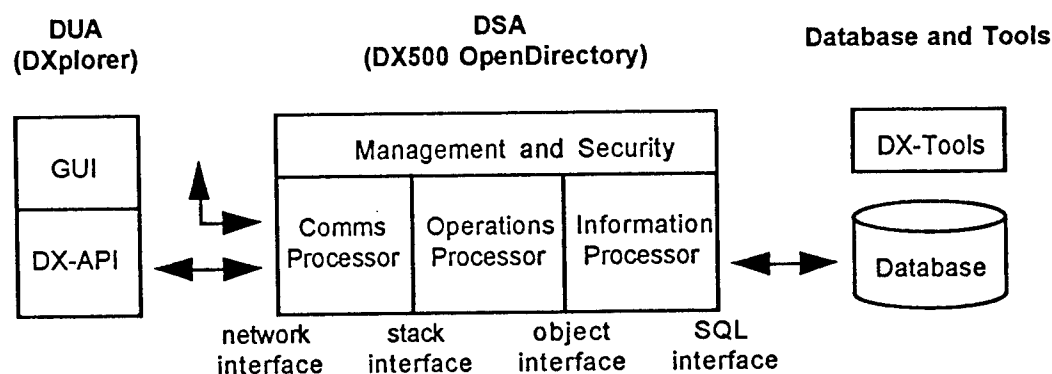 DUA
(DXplorer)
DSA
(DX500 OpenDirectory)
Database and Tools
GUI
DX-API
Management and Security
Comms
Processor
Operations
Processor
Information
Processor
DX-Tools
Database
network
interface
stack
interface
object
interface
SQL
interface